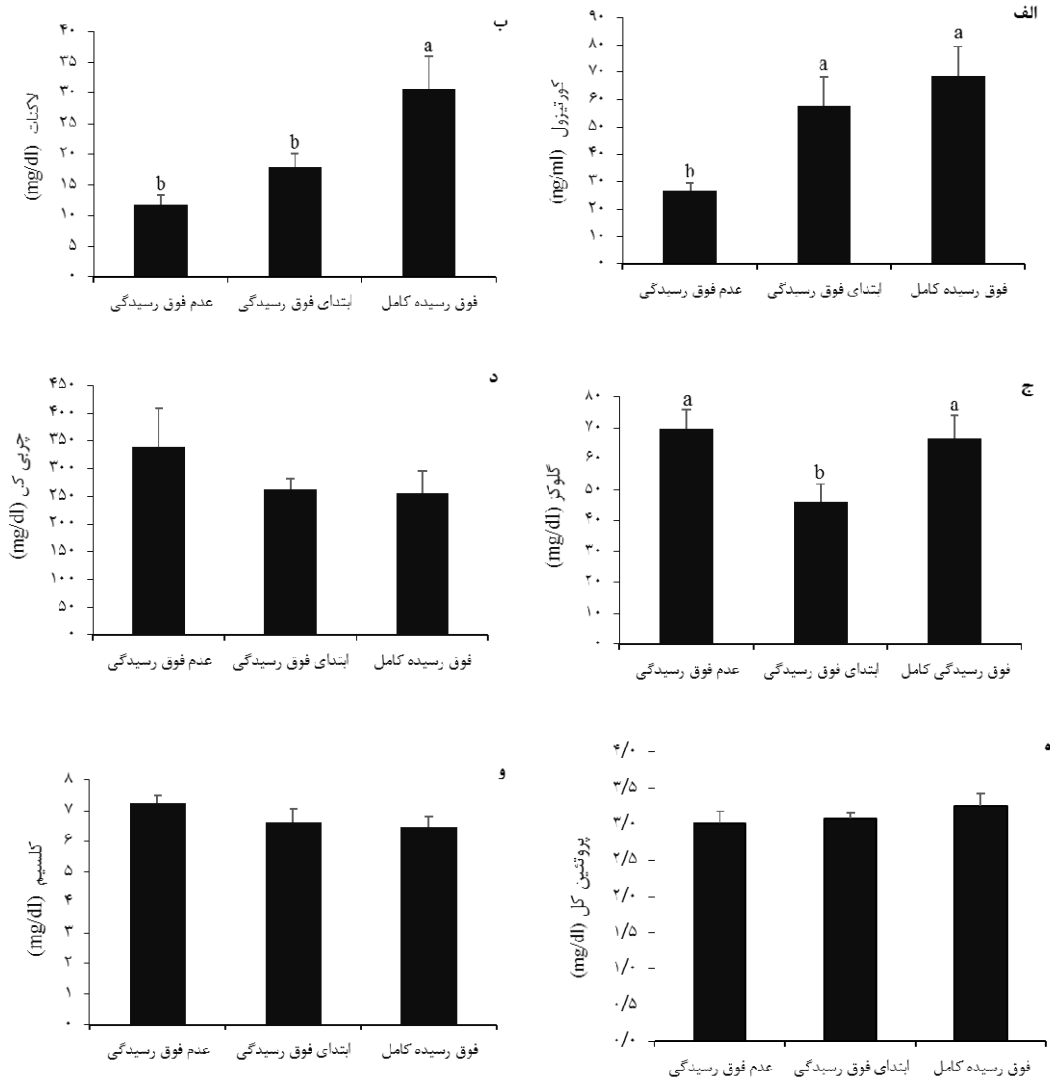 الف
۹۰
۸۰
۷۰
۶۰
۵۰
۴۰
۳۰
۲۰
۱۰
۰
کورتیزول (ng/ml)
b
a
a
عدم فوق رسیدگی
ابتدای فوق رسیدگی
فوق رسیده کامل
ب
۴۰
۳۵
۳۰
۲۵
۲۰
۱۵
۱۰
۵
۰
لاکتات (mg/dl)
b
b
a
عدم فوق رسیدگی
ابتدای فوق رسیدگی
فوق رسیده کامل
ج
۸۰
۷۰
۶۰
۵۰
۴۰
۳۰
۲۰
۱۰
۰
گلوکز (mg/dl)
a
b
a
عدم فوق رسیدگی
ابتدای فوق رسیدگی
فوق رسیدگی کامل
د
۴۵۰
۴۰۰
۳۵۰
۳۰۰
۲۵۰
۲۰۰
۱۵۰
۱۰۰
۵۰
۰
چربی کل (mg/dl)
عدم فوق رسیدگی
ابتدای فوق رسیدگی
فوق رسیده کامل
ه
۴/۰
۳/۵
۳/۰
۲/۵
۲/۰
۱/۵
۱/۰
۰/۵
۰/۰
پروتئین کل (mg/dl)
عدم فوق رسیدگی
ابتدای فوق رسیدگی
فوق رسیده کامل
و
۸
۷
۶
۵
۴
۳
۲
۱
۰
کلسیم (mg/dl)
عدم فوق رسیدگی
ابتدای فوق رسیدگی
فوق رسیده کامل